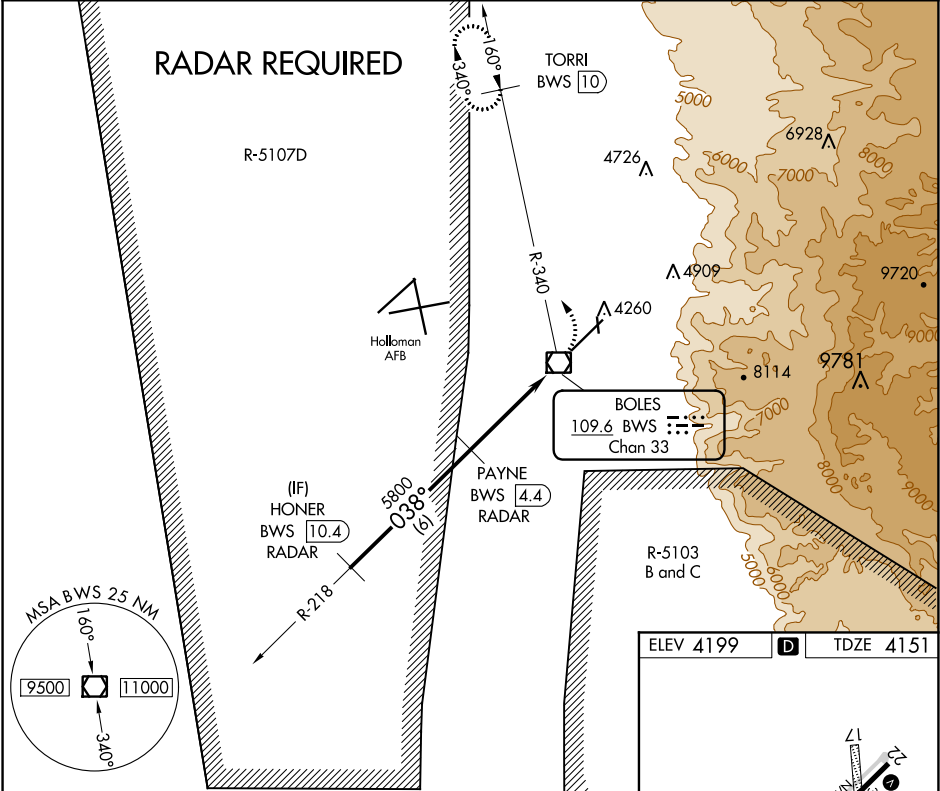 RADAR REQUIRED
R-5107D
160°
340°
TORRI
BWS 10
5000
6928
8000
4726
6000
7000
R-340
4909
9720
4260
9000
Holloman
AFB
8114
9781
BOLES
109.6 BWS
Chan 33
7000
8000
9000
(IF)
HONER
BWS 10.4
RADAR
5800
038°
(6)
PAYNE
BWS 4.4
RADAR
R-218
R-5103
B and C
5000
6000
MSA BWS 25 NM
160°
9500
11000
340°
ELEV 4199 D TDZE 4151
17
22
V